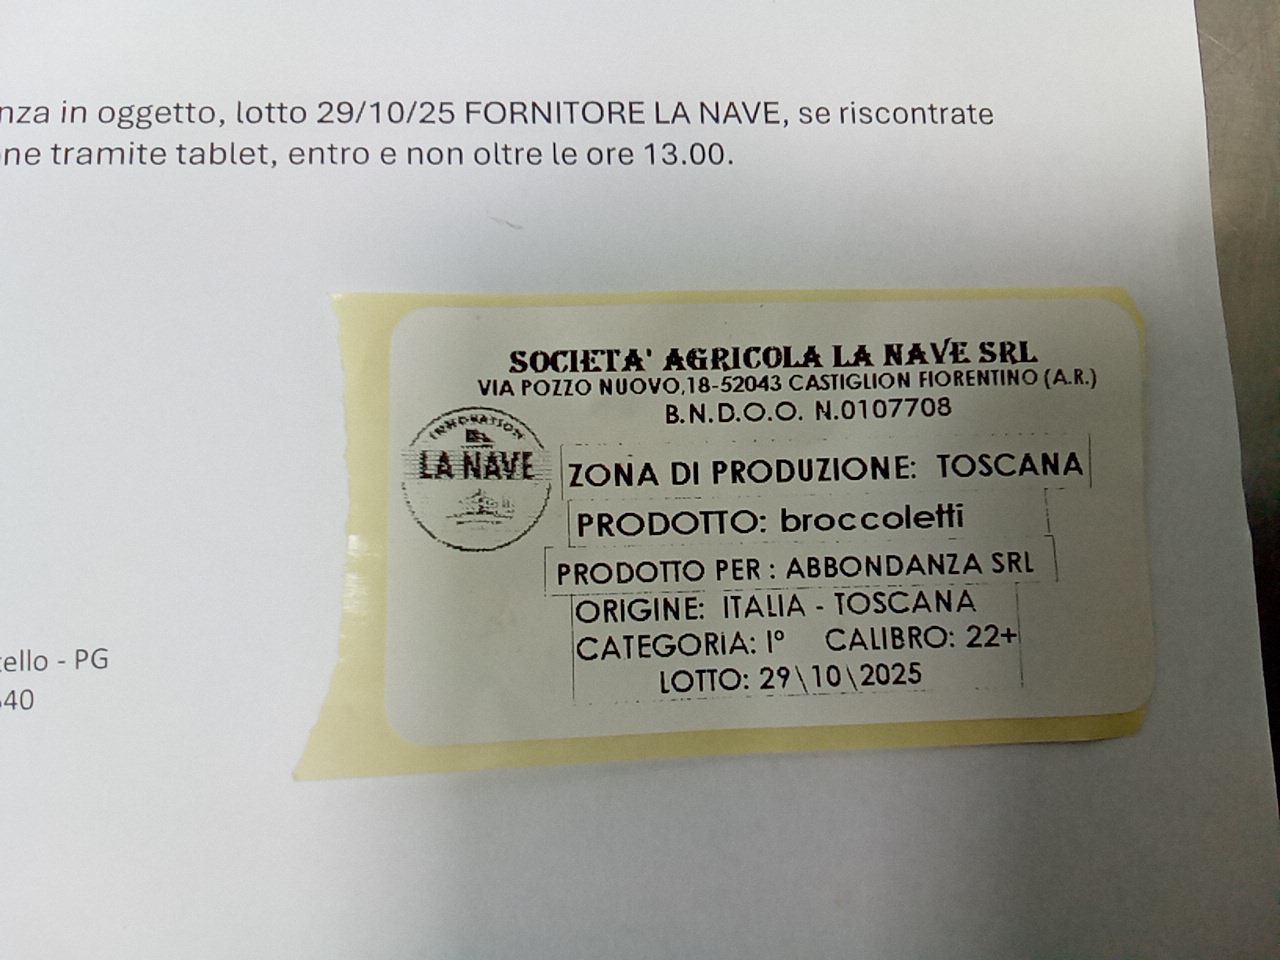 nza in oggetto, lotto 29/10/25 FORNITORE LA NAVE, se riscontrate
ne tramite tablet, entro e non oltre le ore 13.00.
SOCIETA' AGRICOLA LA NAVE SRL
VIA POZZO NUOVO,18-52043 CASTIGLION FIORENTINO (A.R.)
B.N.D.O.O. N.0107708
INNOVATION
LA NAVE
ZONA DI PRODUZIONE: TOSCANA
PRODOTTO: broccoletti
PRODOTTO PER : ABBONDANZA SRL
ORIGINE: ITALIA - TOSCANA
CATEGORIA: I° CALIBRO: 22+
LOTTO: 29\10\2025
ello - PG
40